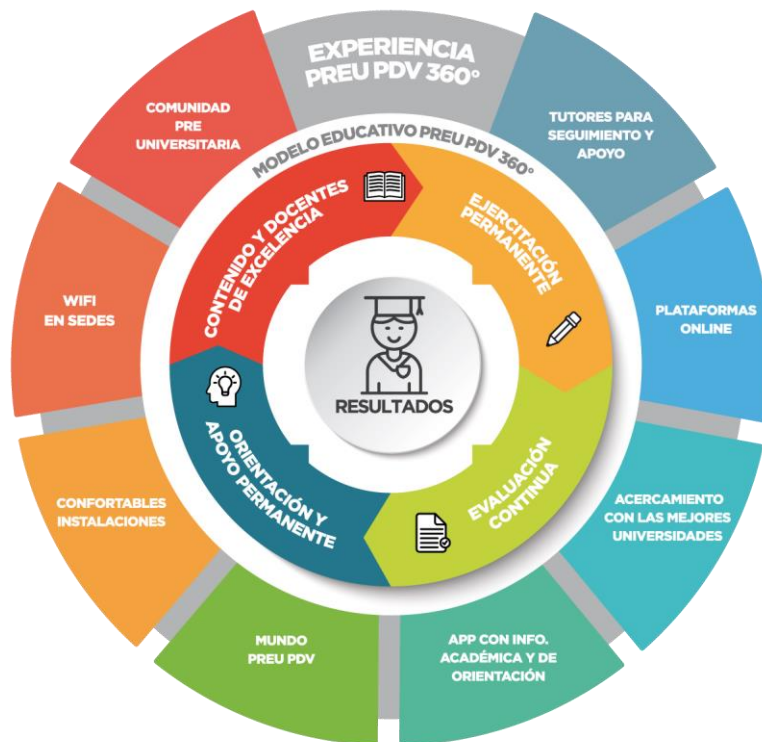 EXPERIENCIA
PREU PDV 360°
MODELO EDUCATIVO PREU PDV 360°
TUTORES PARA
SEGUIMIENTO Y
APOYO
PLATAFORMAS
ONLINE
ACERCAMIENTO
CON LAS MEJORES
UNIVERSIDADES
APP CON INFO.
ACADÉMICA Y DE
ORIENTACIÓN
MUNDO
PREU PDV
CONFORTABLES
INSTALACIONES
WIFI
EN SEDES
COMUNIDAD
PRE
UNIVERSITARIA
CONTENIDO Y DOCENTES
DE EXCELENCIA
EJERCITACIÓN
PERMANENTE
EVALUACIÓN
CONTINUA
ORIENTACIÓN Y
APOYO PERMANENTE
RESULTADOS